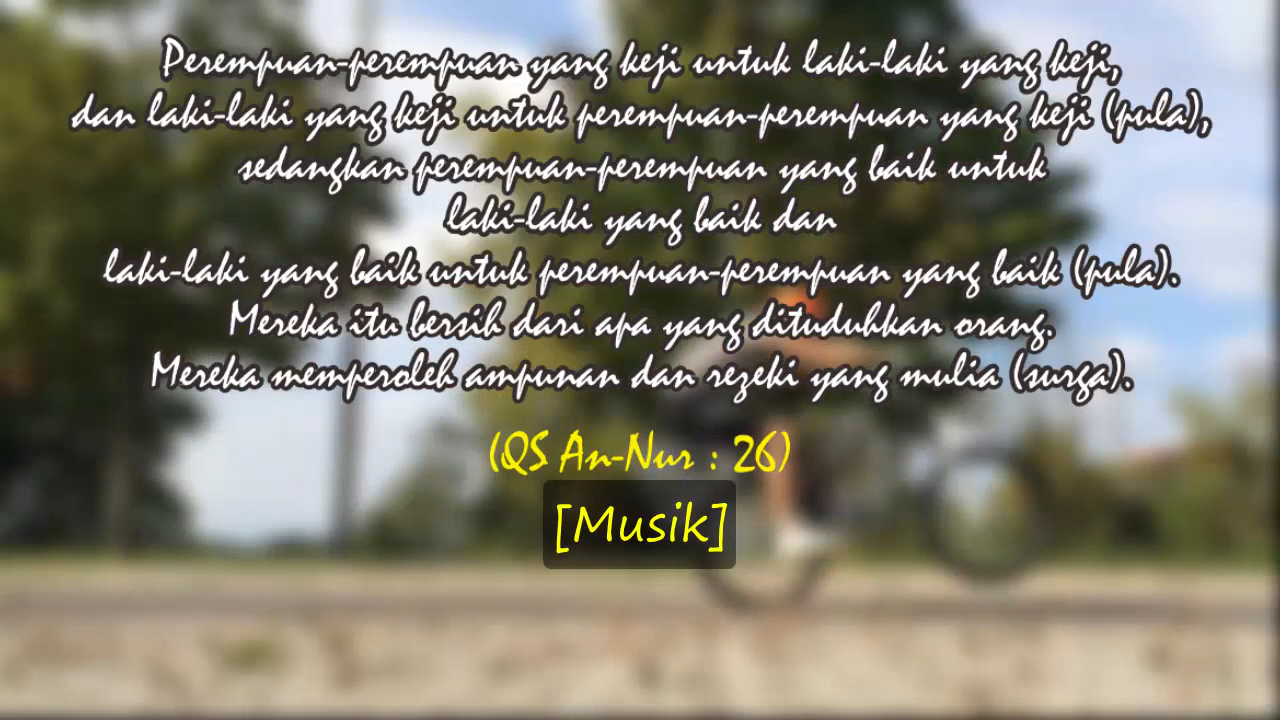 Perempuan-perempuan yang keji untuk laki-laki yang keji,
dan laki-laki yang keji untuk perempuan-perempuan yang keji (pula),
sedangkan perempuan-perempuan yang baik untuk
laki-laki yang baik dan
laki-laki yang baik untuk perempuan-perempuan yang baik (pula).
Mereka itu bersih dari apa yang dituduhkan orang.
Mereka memperoleh ampunan dan rezeki yang mulia (surga).
(QS An-Nur : 26)
[Musik]